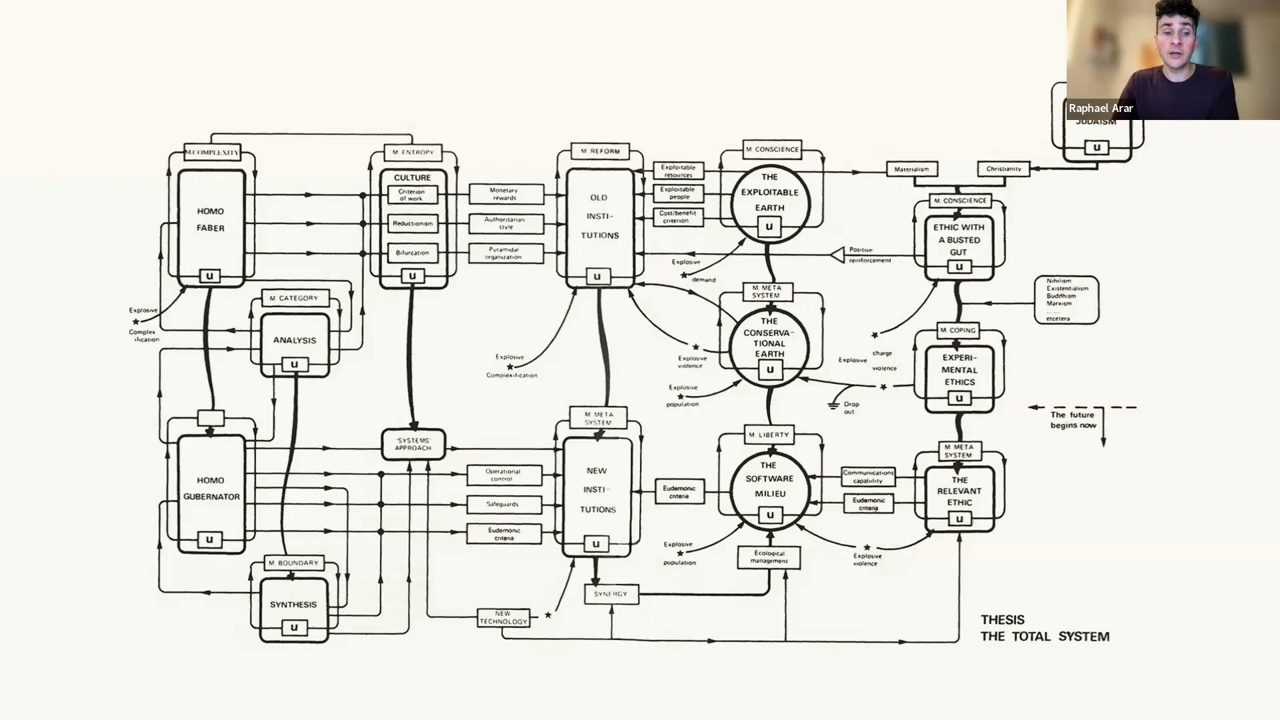 Raphael Arar
JUDAISM
u
M.COMPLEXITY
M. ENTROPY
M. REFORM
M. CONSCIENCE
HOMO
FABER
u
CULTURE
Criterion
of work
Reductionism
Bifurcation
u
Monetary
rewards
Authoritarian
style
Pyramidal
organization
OLD
INSTI-
TUTIONS
u
Exploitable
resources
Exploitable
people
Cost/benefit
criterion
THE
EXPLOITABLE
EARTH
u
Materialism
Christianity
M. CONSCIENCE
ETHIC WITH
A BUSTED
GUT
u
Positive
reinforcement
Explosive
demand
Explosive
Complex
ification
M CATEGORY
ANALYSIS
u
Explosive
Complexification
M. META
SYSTEM
THE
CONSERVA-
TIONAL
EARTH
u
Explosive
violence
Explosive
population
Nihilism
Existentialism
Buddhism
Marxism
......
etcetera
M. COPING
EXPERI-
MENTAL
ETHICS
u
Explosive
charge
violence
Drop
out
The future
begins now
HOMO
GUBERNATOR
u
'SYSTEMS'
APPROACH
Operational
control
Safeguards
Eudemonic
criteria
M META
SYSTEM
NEW
INSTI-
TUTIONS
u
Eudemonic
criteria
M. LIBERTY
THE
SOFTWARE
MILIEU
u
Communications
capability
Eudemonic
criteria
M. META
SYSTEM
THE
RELEVANT
ETHIC
u
Explosive
population
Ecological
management
Explosive
violence
M BOUNDARY
SYNTHESIS
u
SYNERGY
NEW
TECHNOLOGY
THESIS
THE TOTAL SYSTEM